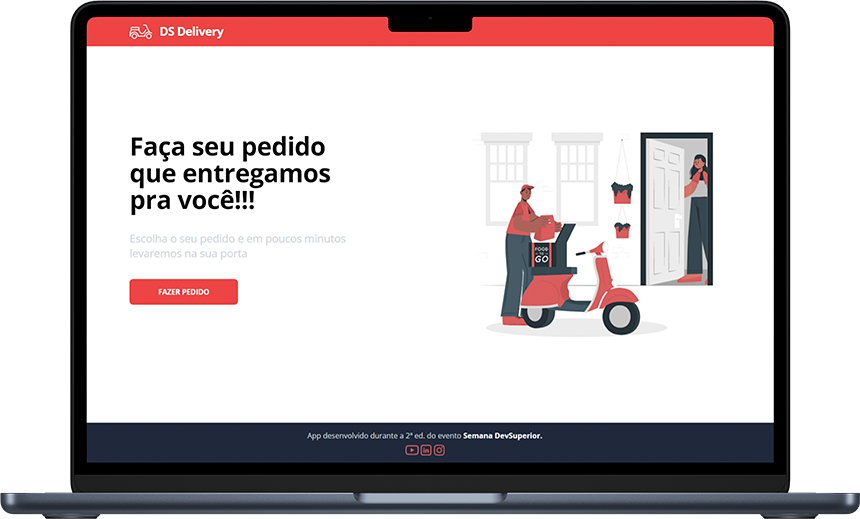 DS Delivery
Faça seu pedido
que entregamos
pra você!!!
Escolha o seu pedido e em poucos minutos
levaremos na sua porta
FAZER PEDIDO
FOOD
GO
App desenvolvido durante a 2ª ed. do evento Semana DevSuperior.